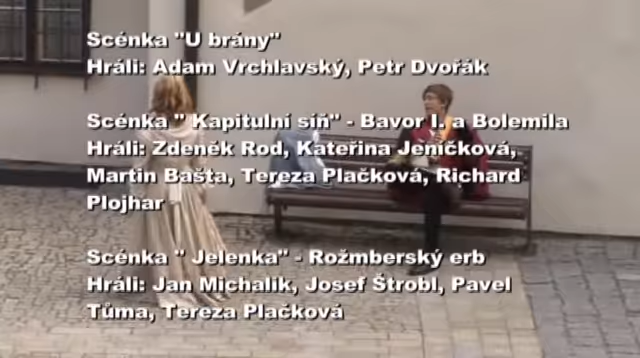 Scénka "U brány"
Hráli: Adam Vrchlavský, Petr Dvořák
Scénka " Kapitulní síň" - Bavor I. a Bolemila
Hráli: Zdeněk Rod, Kateřina Jeníčková,
Martin Bašta, Tereza Plačková, Richard
Plojhar
Scénka " Jelenka" - Rožmberský erb
Hráli: Jan Michalik, Josef Štrobl, Pavel
Tůma, Tereza Plačková